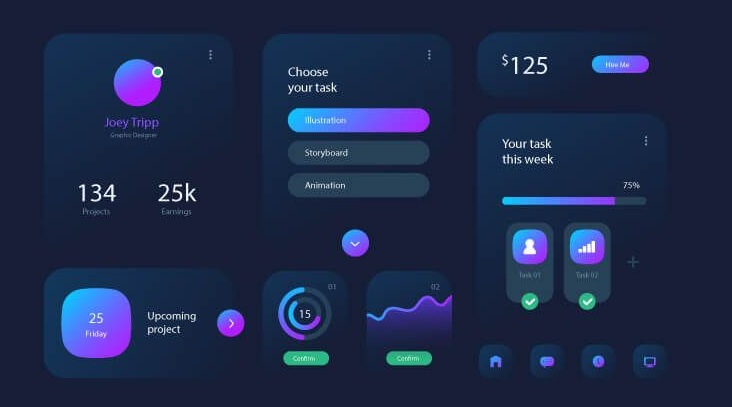 Joey Tripp
Graphic Designer
134
Projects
25k
Earnings
25
Friday
Upcoming
project
Choose
your task
Illustration
Storyboard
Animation
01
15
Confirm
02
Confirm
$125
Hire Me
Your task
this week
75%
Task 01
Task 02